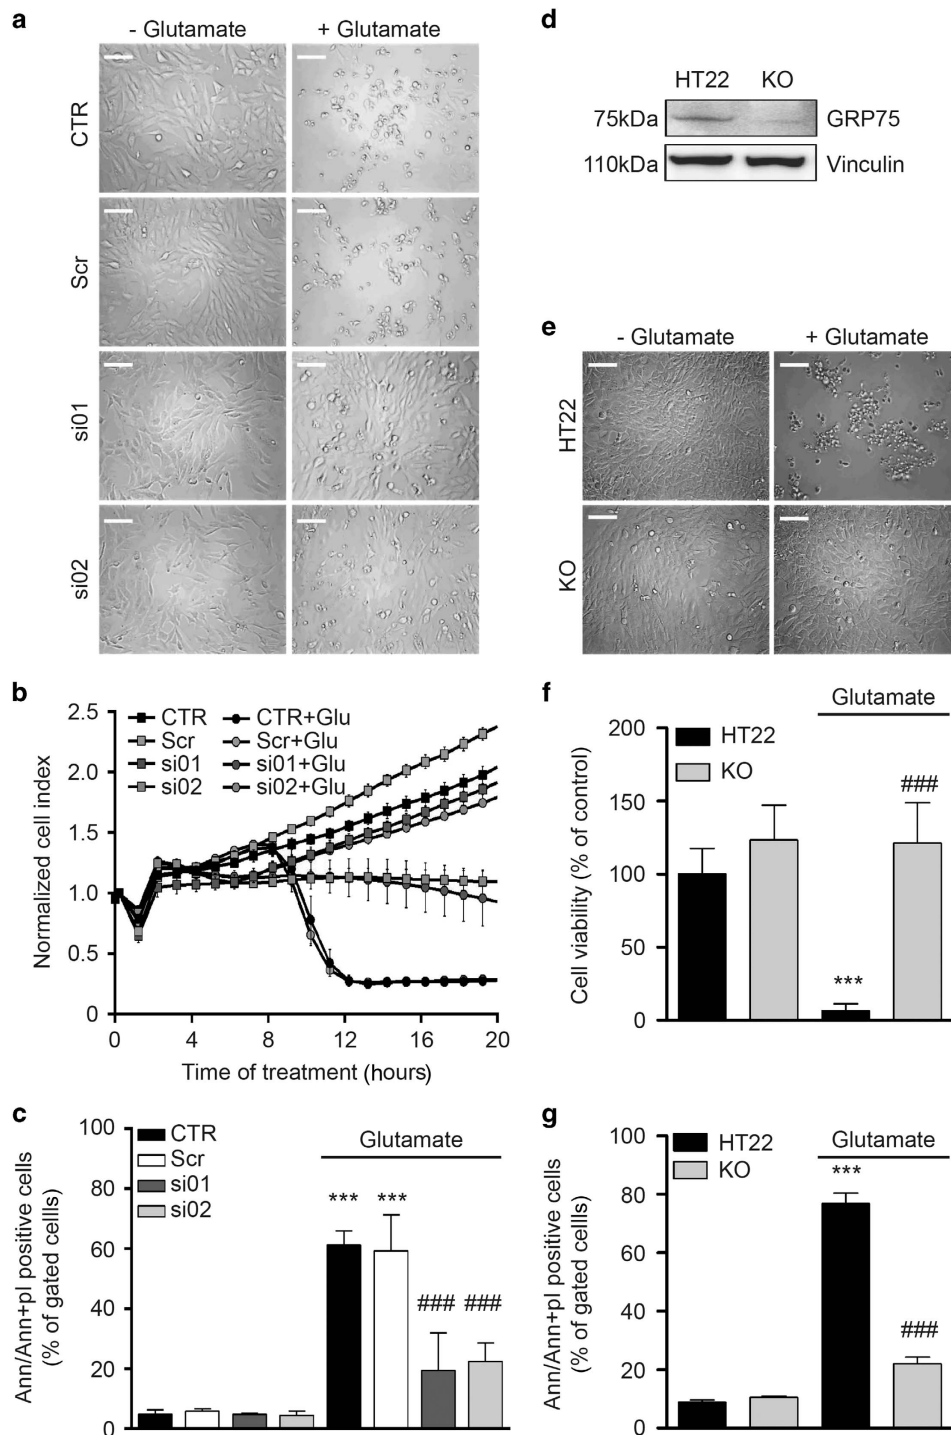 a
- Glutamate + Glutamate
CTR
Scr
si01
si02
b
Normalized cell index
2.5
2.0
1.5
1.0
0.5
0
CTR CTR+Glu
Scr Scr+Glu
si01 si01+Glu
si02 si02+Glu
0 4 8 12 16 20
Time of treatment (hours)
c
Ann/Ann+pI positive cells
(% of gated cellls)
100
80
60
40
20
0
CTR
Scr
si01
si02
Glutamate
*** ***
### ###
d
HT22 KO
75kDa GRP75
110kDa Vinculin
e
- Glutamate + Glutamate
HT22
KO
f
Cell viability (% of control)
200
150
100
50
0
HT22
KO
Glutamate
###
***
g
Ann/Ann+pI positive cells
(% of gated cellls)
100
80
60
40
20
0
HT22
KO
Glutamate
***
###